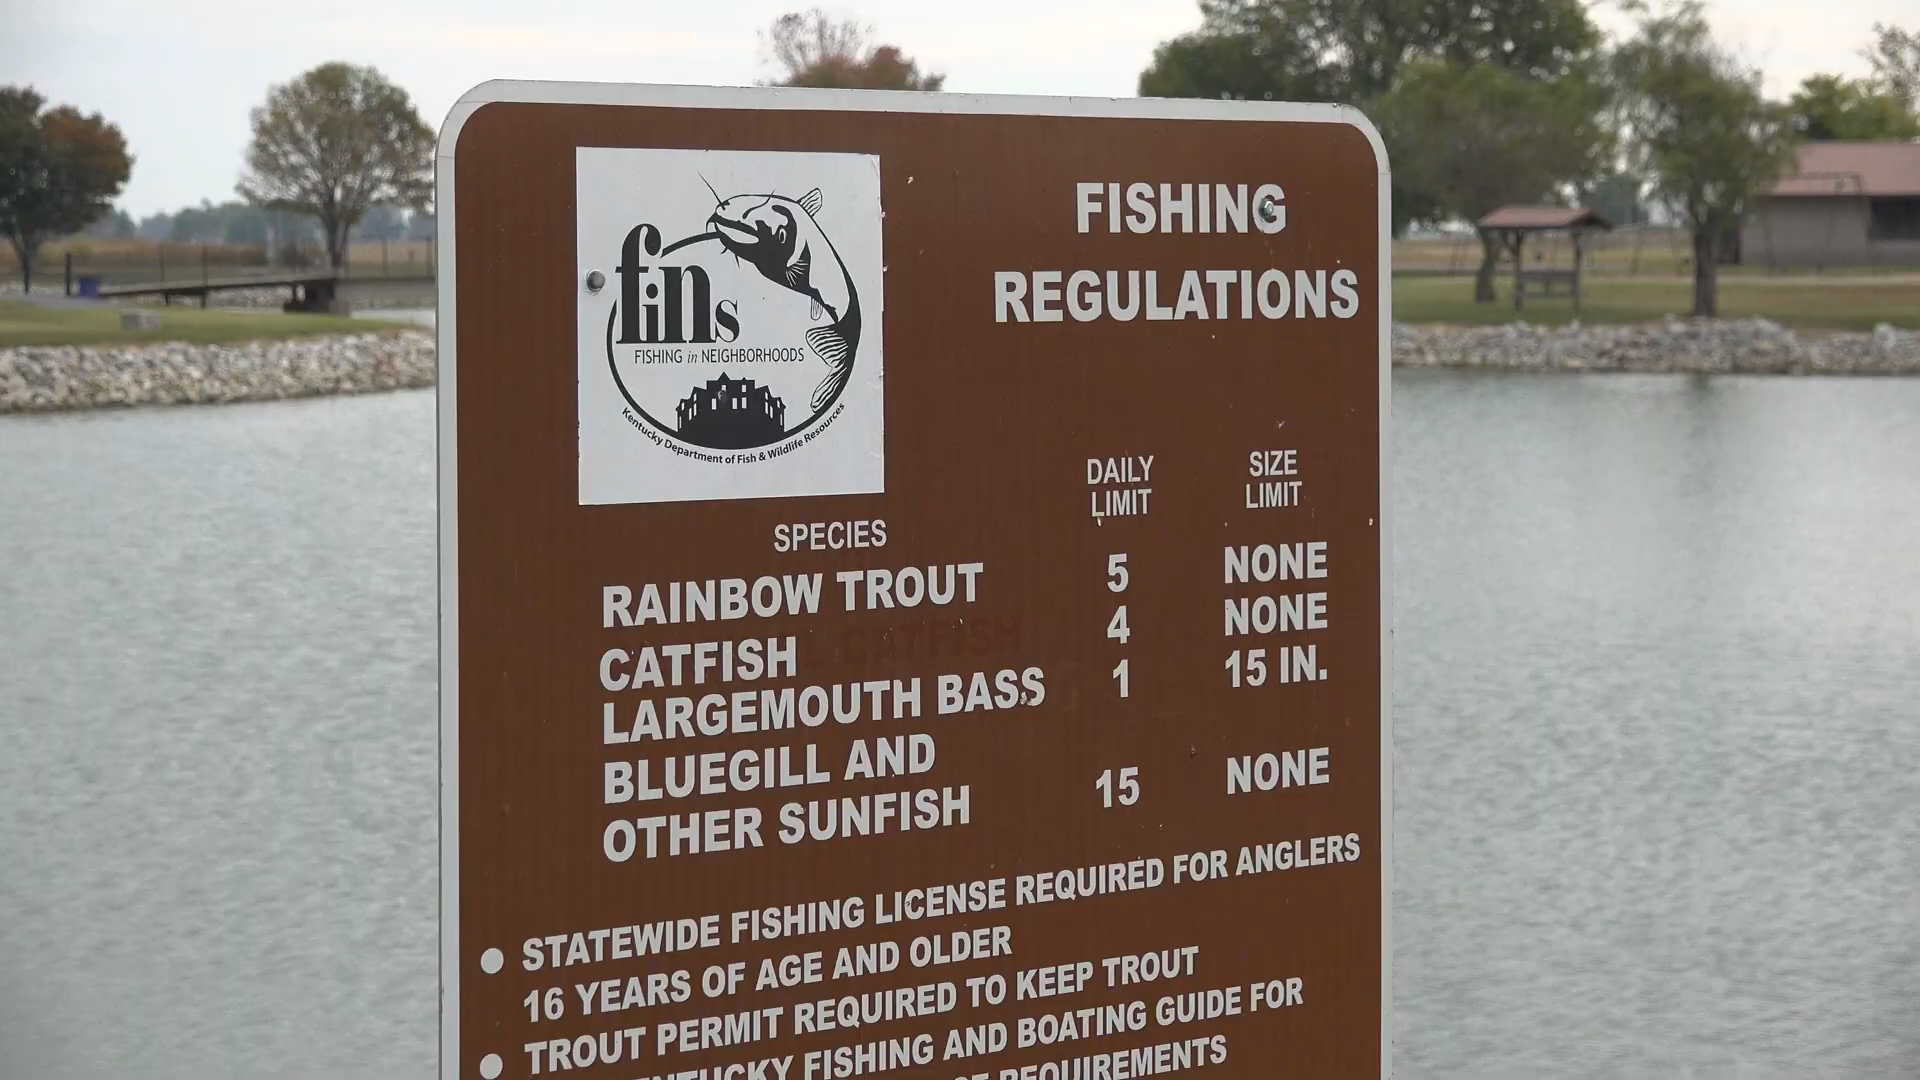 fins
FISHING in NEIGHBORHOODS
Kentucky Department of Fish & Wildlife Resources
FISHING
REGULATIONS
SPECIES
DAILY LIMIT
SIZE LIMIT
RAINBOW TROUT 5 NONE
CATFISH 4 NONE
LARGEMOUTH BASS 1 15 IN.
BLUEGILL AND
OTHER SUNFISH 15 NONE
● STATEWIDE FISHING LICENSE REQUIRED FOR ANGLERS
16 YEARS OF AGE AND OLDER
● TROUT PERMIT REQUIRED TO KEEP TROUT
FISHING AND BOATING GUIDE FOR
REQUIREMENTS